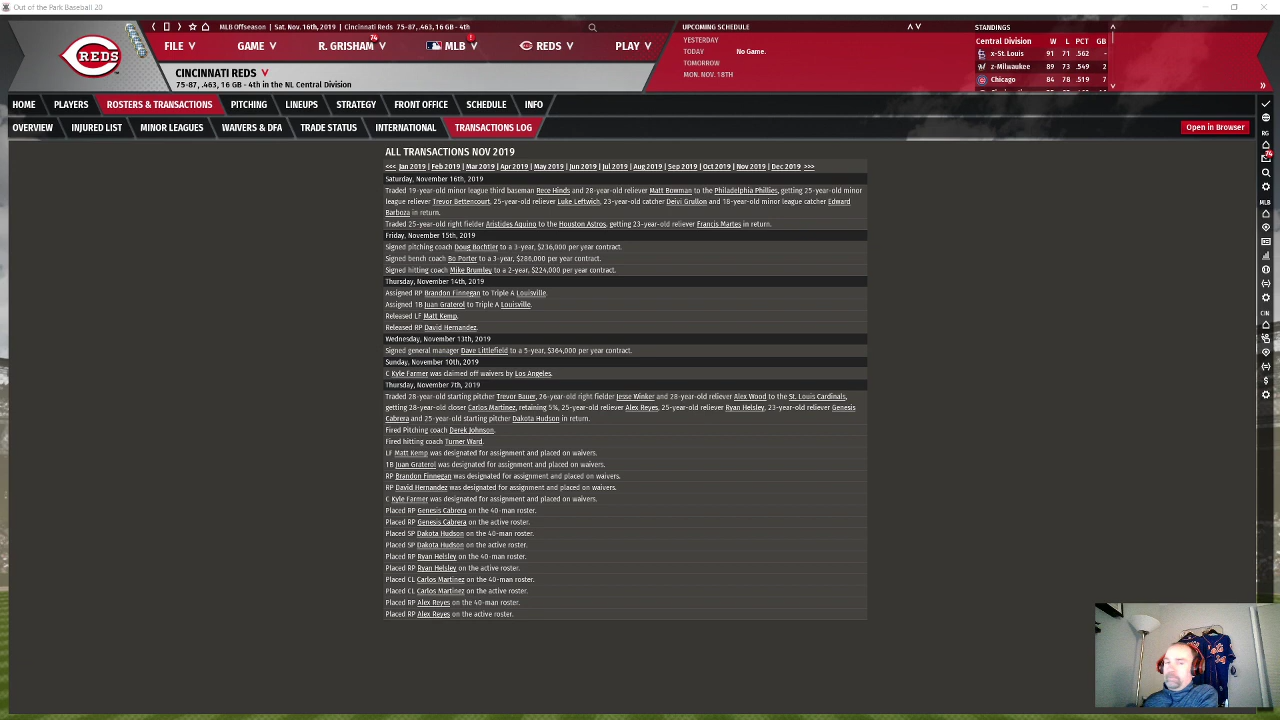 Out of the Park Baseball 20
MLB Offseason | Sat. Nov. 16th, 2019 | Cincinnati Reds 75-87, .463, 16 GB - 4th
FILE GAME R. GRISHAM 74 MLB ! REDS PLAY
REDS
CINCINNATI REDS
75-87, .463, 16 GB - 4th in the NL Central Division
UPCOMING SCHEDULE
YESTERDAY
TODAY No Game.
TOMORROW
MON. NOV. 18TH
STANDINGS
Central Division W L PCT GB
x-St. Louis 91 71 .562 -
z-Milwaukee 89 73 .549 2
Chicago 84 78 .519 7
HOME PLAYERS ROSTERS & TRANSACTIONS PITCHING LINEUPS STRATEGY FRONT OFFICE SCHEDULE INFO
OVERVIEW INJURED LIST MINOR LEAGUES WAIVERS & DFA TRADE STATUS INTERNATIONAL TRANSACTIONS LOG
Open in Browser
ALL TRANSACTIONS NOV 2019
<<< Jan 2019 | Feb 2019 | Mar 2019 | Apr 2019 | May 2019 | Jun 2019 | Jul 2019 | Aug 2019 | Sep 2019 | Oct 2019 | Nov 2019 | Dec 2019 >>>
Saturday, November 16th, 2019
Traded 19-year-old minor league third baseman Rece Hinds and 28-year-old reliever Matt Bowman to the Philadelphia Phillies, getting 25-year-old minor
league reliever Trevor Bettencourt, 25-year-old reliever Luke Leftwich, 23-year-old catcher Deivi Grullon and 18-year-old minor league catcher Edward
Barboza in return.
Traded 25-year-old right fielder Aristides Aquino to the Houston Astros, getting 23-year-old reliever Francis Martes in return.
Friday, November 15th, 2019
Signed pitching coach Doug Bochtler to a 3-year, $236,000 per year contract.
Signed bench coach Bo Porter to a 3-year, $286,000 per year contract.
Signed hitting coach Mike Brumley to a 2-year, $224,000 per year contract.
Thursday, November 14th, 2019
Assigned RP Brandon Finnegan to Triple A Louisville.
Assigned 1B Juan Graterol to Triple A Louisville.
Released LF Matt Kemp.
Released RP David Hernandez.
Wednesday, November 13th, 2019
Signed general manager Dave Littlefield to a 5-year, $364,000 per year contract.
Sunday, November 10th, 2019
C Kyle Farmer was claimed off waivers by Los Angeles.
Thursday, November 7th, 2019
Traded 28-year-old starting pitcher Trevor Bauer, 26-year-old right fielder Jesse Winker and 28-year-old reliever Alex Wood to the St. Louis Cardinals,
getting 28-year-old closer Carlos Martinez, retaining 5%, 25-year-old reliever Alex Reyes, 25-year-old reliever Ryan Helsley, 23-year-old reliever Genesis
Cabrera and 25-year-old starting pitcher Dakota Hudson in return.
Fired Pitching coach Derek Johnson.
Fired hitting coach Turner Ward.
LF Matt Kemp was designated for assignment and placed on waivers.
1B Juan Graterol was designated for assignment and placed on waivers.
RP Brandon Finnegan was designated for assignment and placed on waivers.
RP David Hernandez was designated for assignment and placed on waivers.
C Kyle Farmer was designated for assignment and placed on waivers.
Placed RP Genesis Cabrera on the 40-man roster.
Placed RP Genesis Cabrera on the active roster.
Placed SP Dakota Hudson on the 40-man roster.
Placed SP Dakota Hudson on the active roster.
Placed RP Ryan Helsley on the 40-man roster.
Placed RP Ryan Helsley on the active roster.
Placed CL Carlos Martinez on the 40-man roster.
Placed CL Carlos Martinez on the active roster.
Placed RP Alex Reyes on the 40-man roster.
Placed RP Alex Reyes on the active roster.
RG
74
MLB
CIN